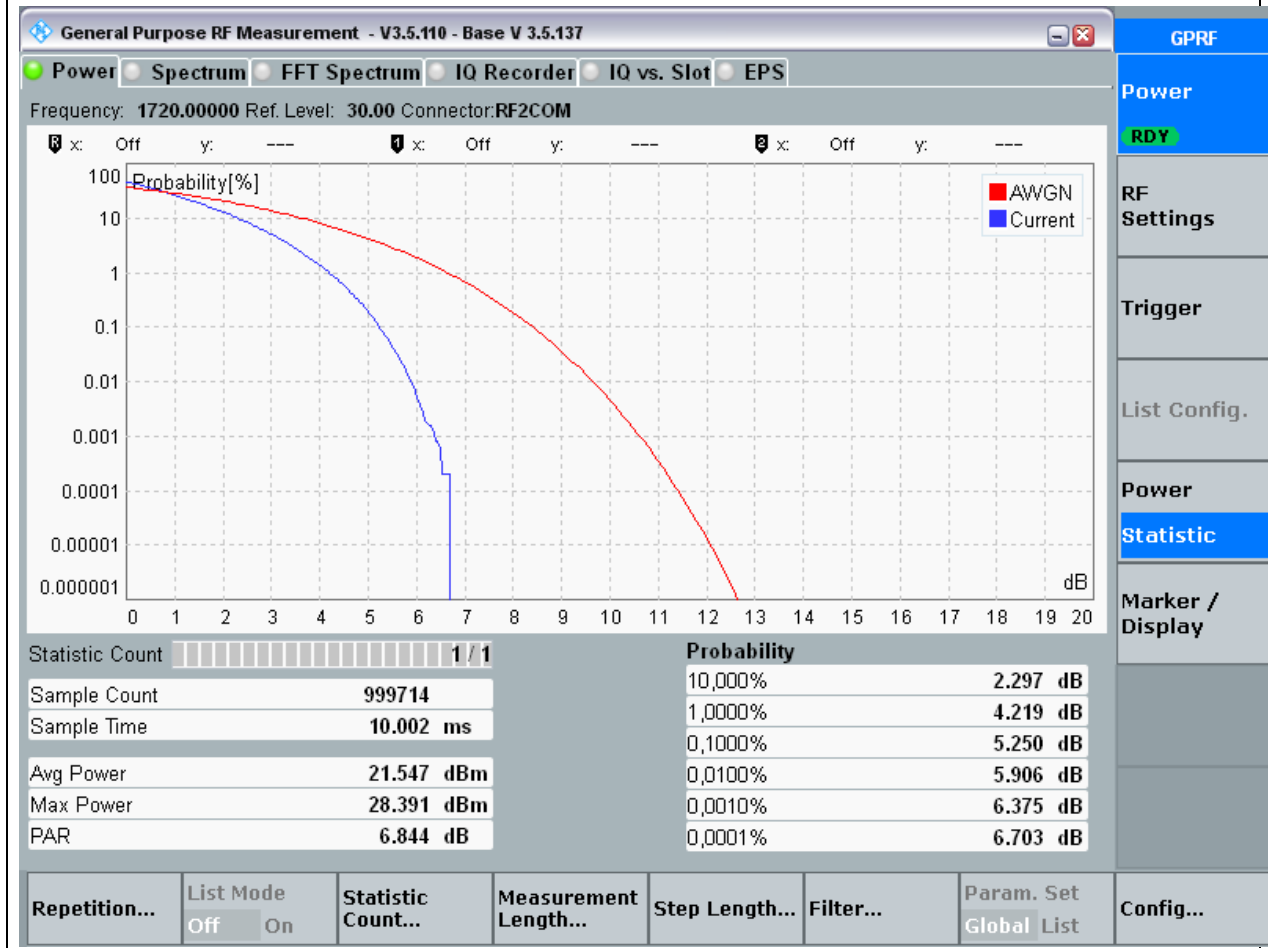 General Purpose RF Measurement - V3.5.110 - Base V 3.5.137
GPRF
Power Spectrum FFT Spectrum IQ Recorder IQ vs. Slot EPS
Frequency: 1720.00000 Ref. Level: 30.00 Connector:RF2COM
R x: Off y: --- 1 x: Off y: --- 2 x: Off y: ---
Probability[%]
AWGN
Current
100
10
1
0.1
0.01
0.001
0.0001
0.00001
0.000001
dB
0 1 2 3 4 5 6 7 8 9 10 11 12 13 14 15 16 17 18 19 20
Statistic Count 1 / 1
Sample Count 999714
Sample Time 10.002 ms
Avg Power 21.547 dBm
Max Power 28.391 dBm
PAR 6.844 dB
Probability
10,000% 2.297 dB
1,0000% 4.219 dB
0,1000% 5.250 dB
0,0100% 5.906 dB
0,0010% 6.375 dB
0,0001% 6.703 dB
Power
RDY
RF
Settings
Trigger
List Config.
Power
Statistic
Marker /
Display
Repetition...
List Mode
Off On
Statistic
Count...
Measurement
Length...
Step Length...
Filter...
Param. Set
Global List
Config...